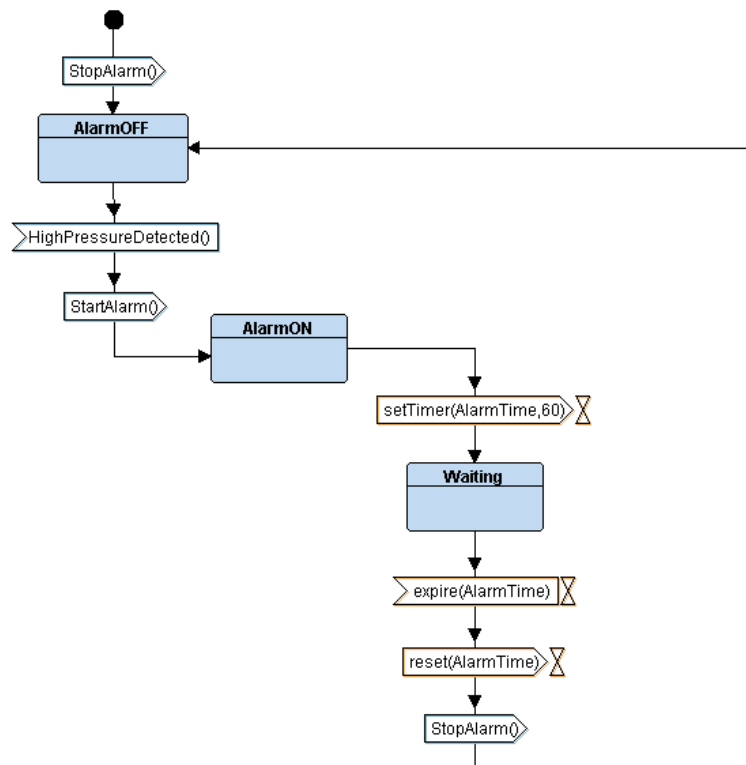 StopAlarm()
AlarmOFF
HighPressureDetected()
StartAlarm()
AlarmON
setTimer(AlarmTime,60)
Waiting
expire(AlarmTime)
reset(AlarmTime)
StopAlarm()